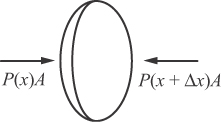 P(x)A
P(x + Δx)A